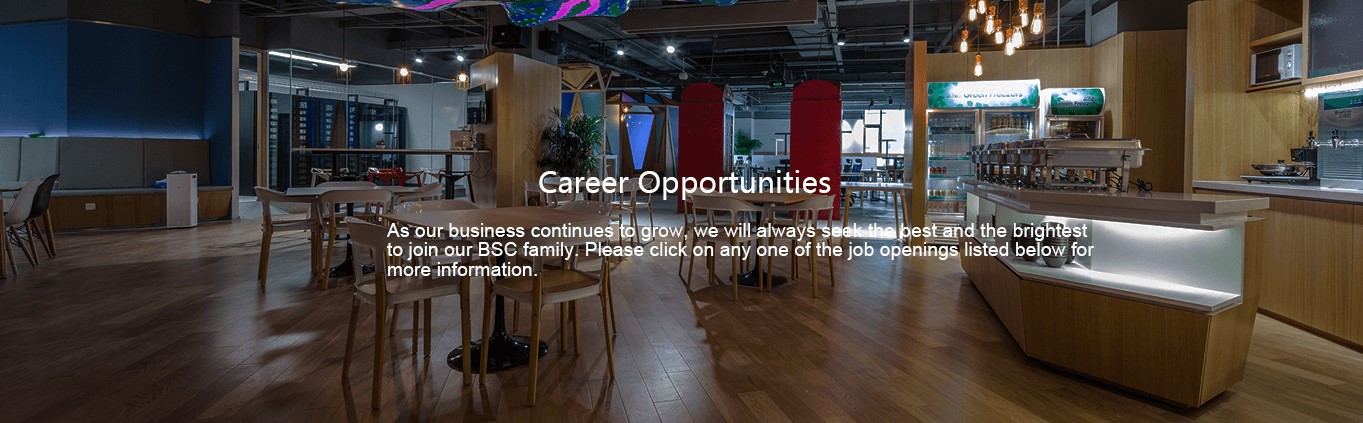 Green Freezers
Career Opportunities
As our business continues to grow, we will always seek the best and the brightest
to join our BSC family. Please click on any one of the job openings listed below for
more information.